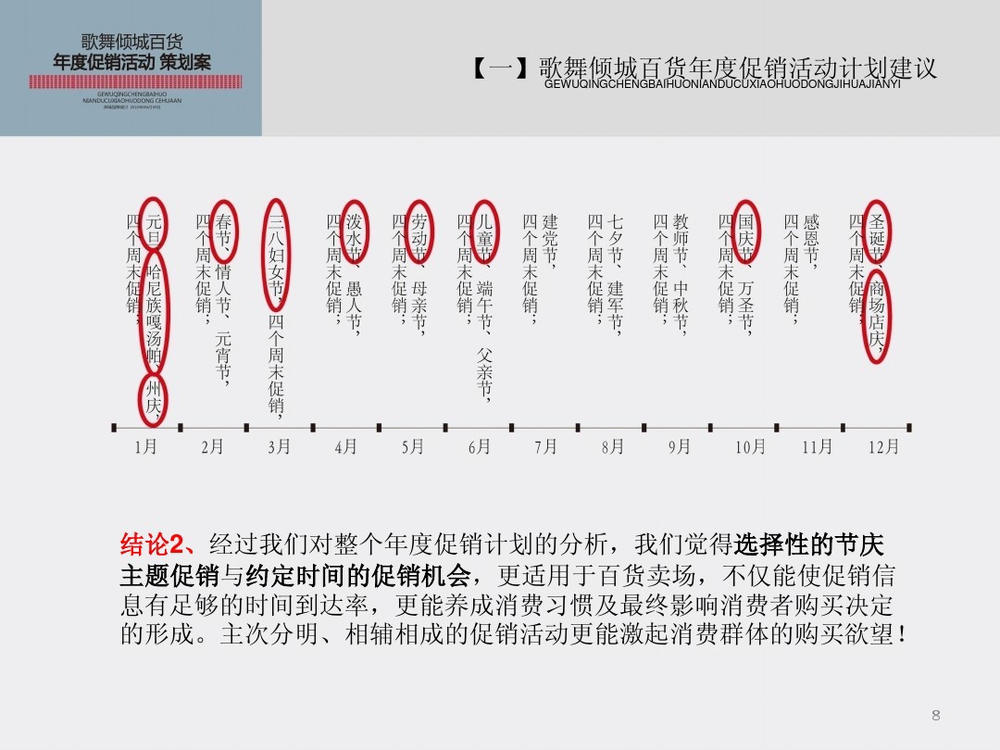 歌舞倾城百货
年度促销活动 策划案
GEWUQINGCHENGBAIHUO
NIANDUCUXIAOHUODONG CEHUAAN
【一】歌舞倾城百货年度促销活动计划建议
GEWUQINGCHENGBAIHUONIANDUCUXIAOHUODONGJIHUAJIANYI
元旦、哈尼族嘎汤帕、州庆，
四个周末促销；
春节、情人节、元宵节，
四个周末促销；
三八妇女节，四个周末促销，
泼水节、愚人节，
四个周末促销；
劳动节、母亲节，
四个周末促销；
儿童节、端午节、父亲节，
四个周末促销；
建党节，
四个周末促销；
七夕节、建军节，
四个周末促销；
教师节、中秋节，
四个周末促销；
国庆节、万圣节，
四个周末促销；
感恩节，
四个周末促销；
圣诞节、商场店庆，
四个周末促销；
1月 2月 3月 4月 5月 6月 7月 8月 9月 10月 11月 12月
结论2、经过我们对整个年度促销计划的分析，我们觉得选择性的节庆
主题促销与约定时间的促销机会，更适用于百货卖场，不仅能使促销信
息有足够的时间到达率，更能养成消费习惯及最终影响消费者购买决定
的形成。主次分明、相辅相成的促销活动更能激起消费群体的购买欲望！
8